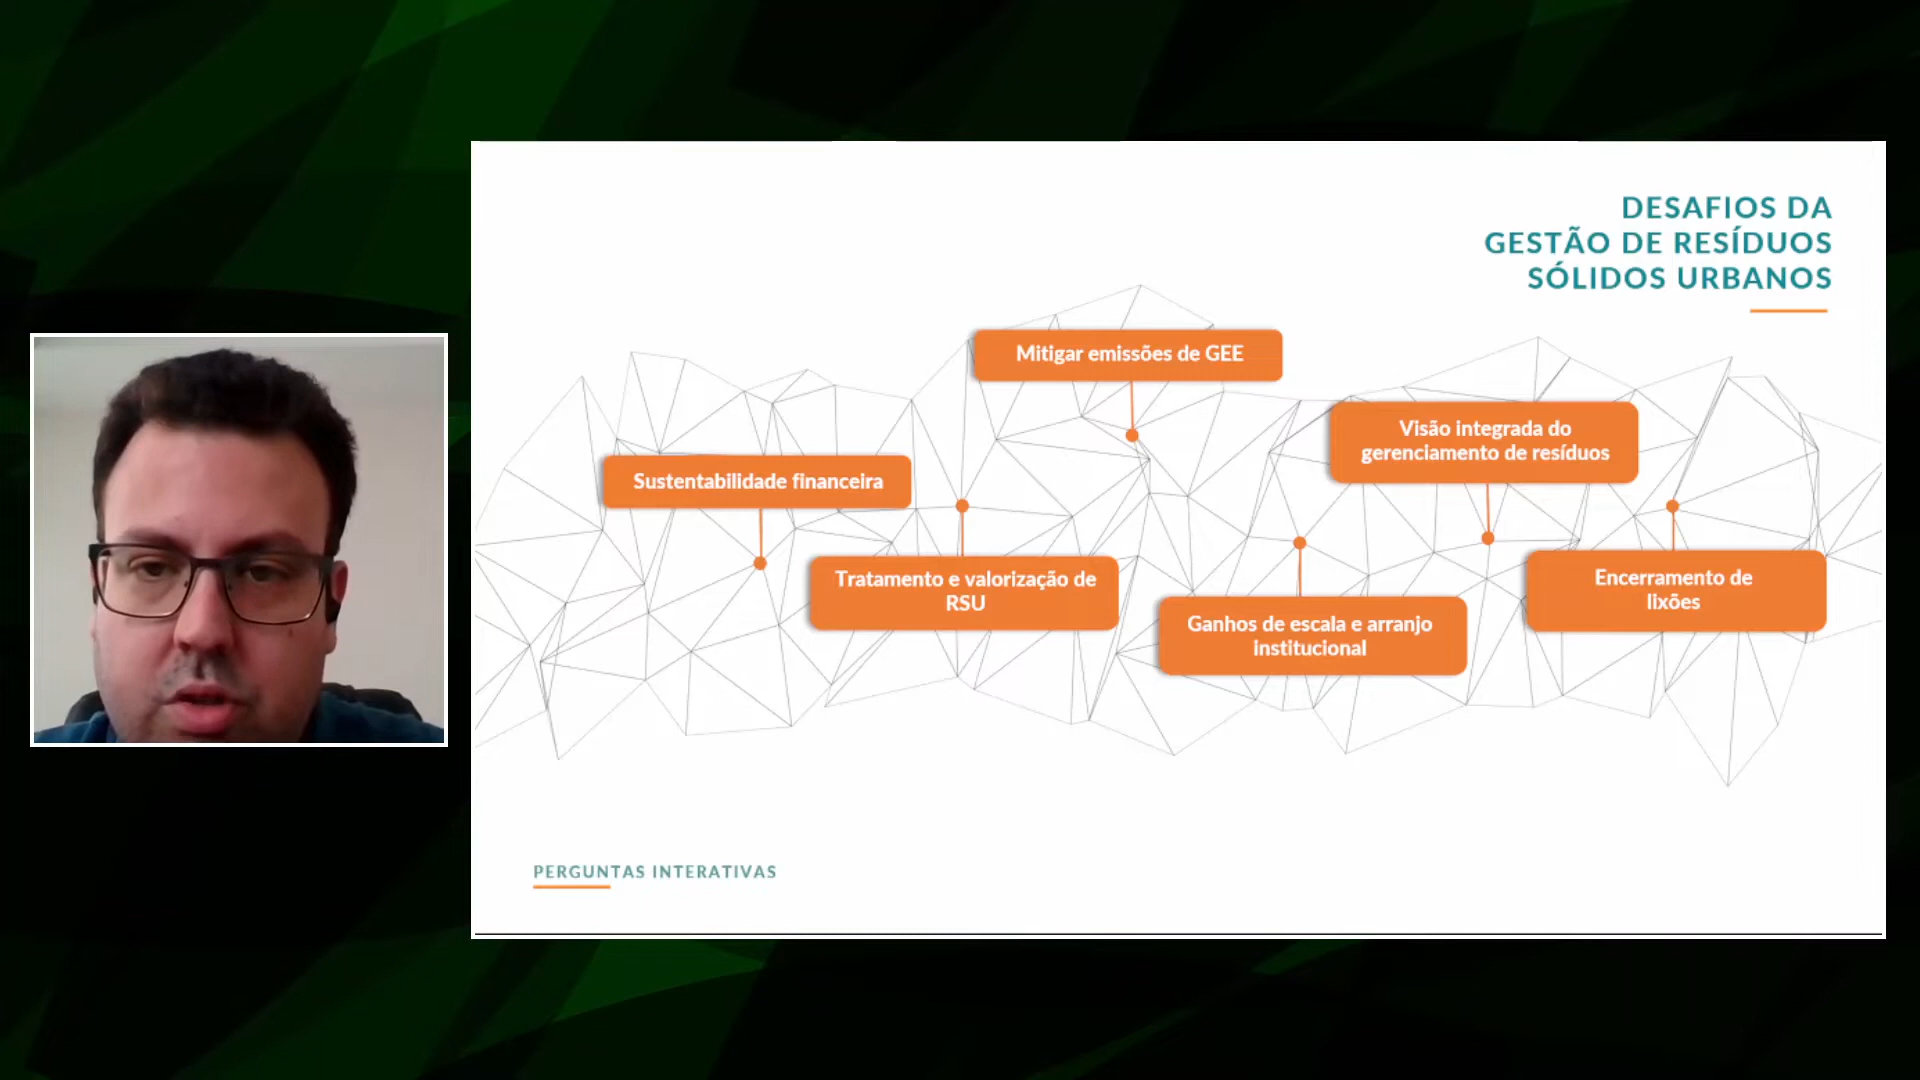 DESAFIOS DA
GESTÃO DE RESÍDUOS
SÓLIDOS URBANOS
Mitigar emissões de GEE
Visão integrada do
gerenciamento de resíduos
Sustentabilidade financeira
Tratamento e valorização de
RSU
Encerramento de
lixões
Ganhos de escala e arranjo
institucional
PERGUNTAS INTERATIVAS